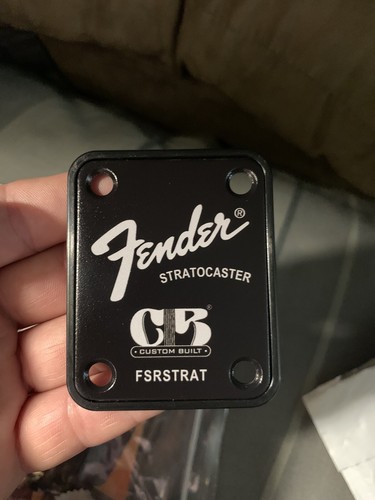 Fender®
STRATOCASTER
CB®
• CUSTOM BUILT •
FSRSTRAT